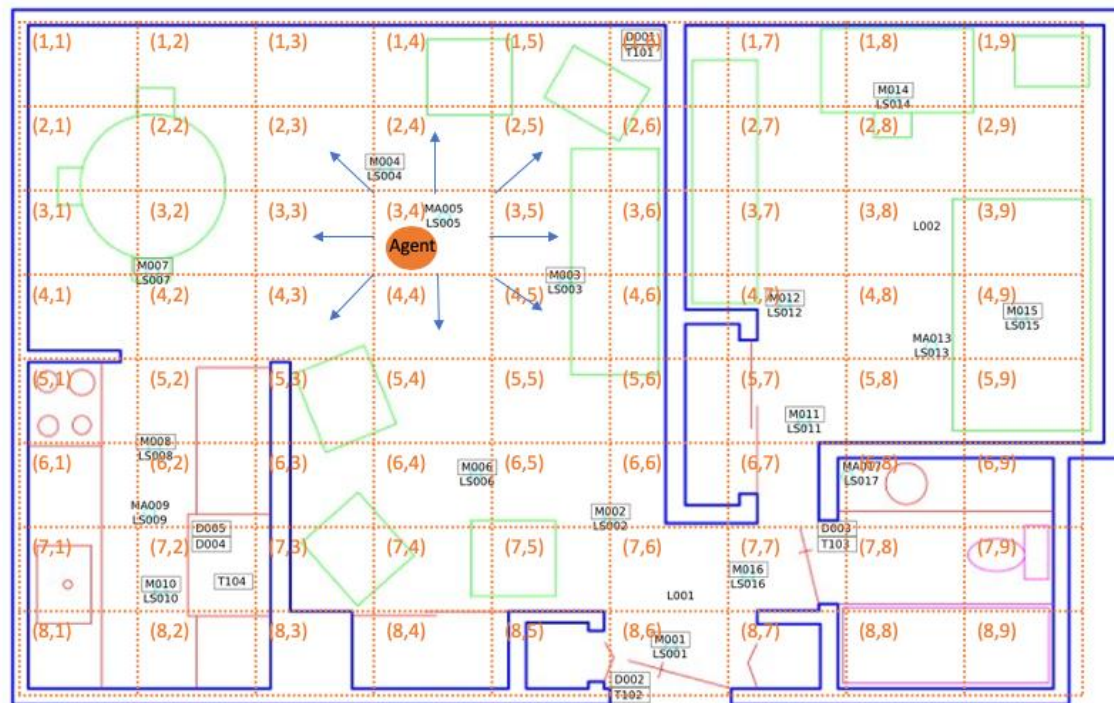 (1,1) (1,2) (1,3) (1,4) (1,5) (1,7) (1,8) (1,9)
D001
T101
M014
LS014
(2,1) (2,2) (2,3) (2,4) (2,5) (2,6) (2,7) (2,8) (2,9)
M004
LS004
(3,1) (3,2) (3,3) (3,4) (3,5) (3,6) (3,7) (3,8) (3,9)
MA005
LS005
L002
Agent
M007
LS007
M003
LS003
(4,1) (4,2) (4,3) (4,4) (4,5) (4,6) (4,7) (4,8) (4,9)
M012
LS012
M015
LS015
MA013
LS013
(5,1) (5,2) (5,3) (5,4) (5,5) (5,6) (5,7) (5,8) (5,9)
M011
LS011
M008
LS008
(6,1) (6,2) (6,3) (6,4) (6,5) (6,6) (6,7) (6,8) (6,9)
M006
LS006
MA017
LS017
MA009
LS009
M002
LS002
D005
D004
D003
T103
(7,1) (7,2) (7,3) (7,4) (7,5) (7,6) (7,7) (7,8) (7,9)
M010
LS010
T104
M016
LS016
L001
(8,1) (8,2) (8,3) (8,4) (8,5) (8,6) (8,7) (8,8) (8,9)
M001
LS001
D002
T102